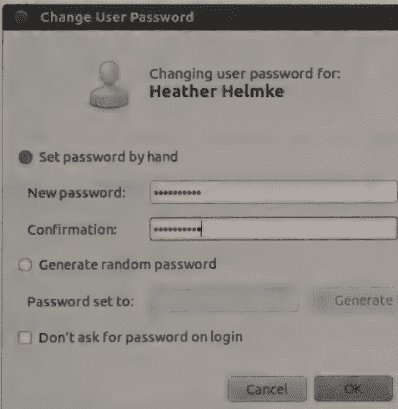 Change User Password
Changing user password for:
Heather Helmke
Set password by hand
New password: ••••••••••
Confirmation: ••••••••••
Generate random password
Password set to: Generate
Don't ask for password on login
Cancel OK